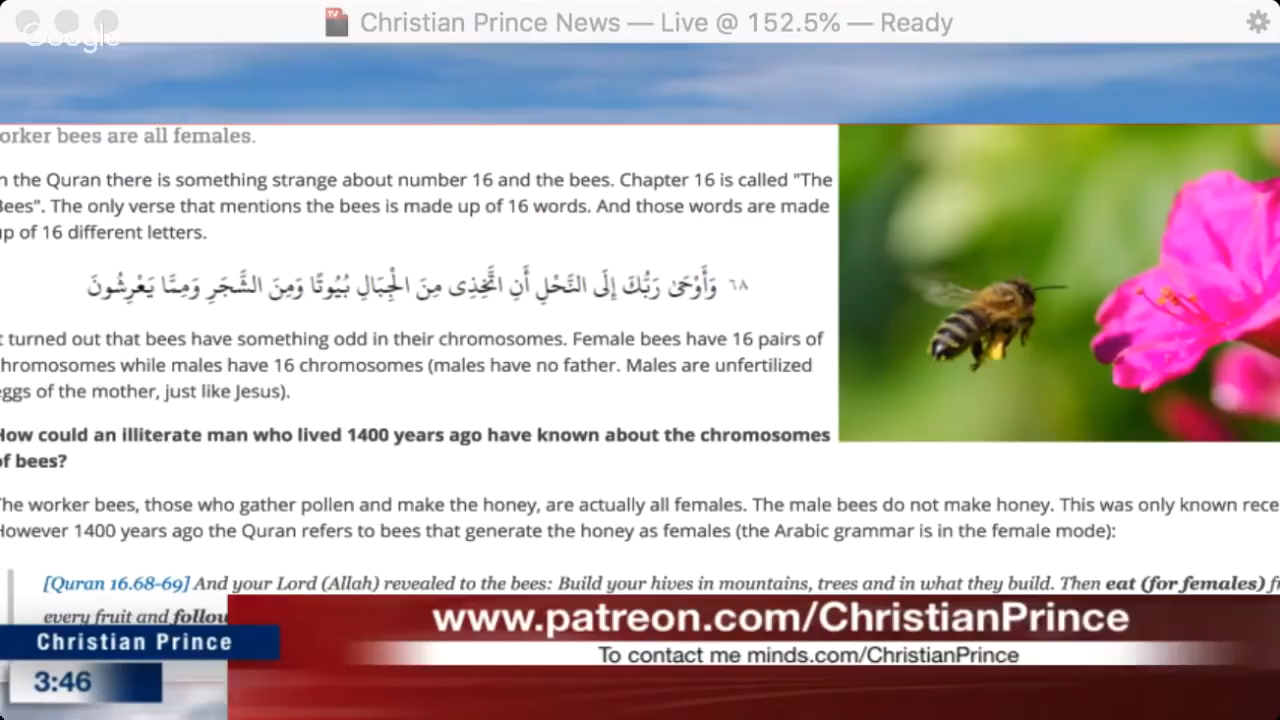 Christian Prince News — Live @ 152.5% — Ready
Google
TV
orker bees are all females.
n the Quran there is something strange about number 16 and the bees. Chapter 16 is called "The
Bees". The only verse that mentions the bees is made up of 16 words. And those words are made
up of 16 different letters.
٦٨ وَأَوْحَىٰ رَبُّكَ إِلَى النَّحْلِ أَنِ اتَّخِذِى مِنَ الْجِبَالِ بُيُوتًا وَمِنَ الشَّجَرِ وَمِمَّا يَعْرِشُونَ
t turned out that bees have something odd in their chromosomes. Female bees have 16 pairs of
hromosomes while males have 16 chromosomes (males have no father. Males are unfertilized
eggs of the mother, just like Jesus).
How could an illiterate man who lived 1400 years ago have known about the chromosomes
of bees?
The worker bees, those who gather pollen and make the honey, are actually all females. The male bees do not make honey. This was only known rece
However 1400 years ago the Quran refers to bees that generate the honey as females (the Arabic grammar is in the female mode):
[Quran 16.68-69] And your Lord (Allah) revealed to the bees: Build your hives in mountains, trees and in what they build. Then eat (for females) fr
every fruit and follow
www.patreon.com/ChristianPrince
Christian Prince
To contact me minds.com/ChristianPrince
3:46